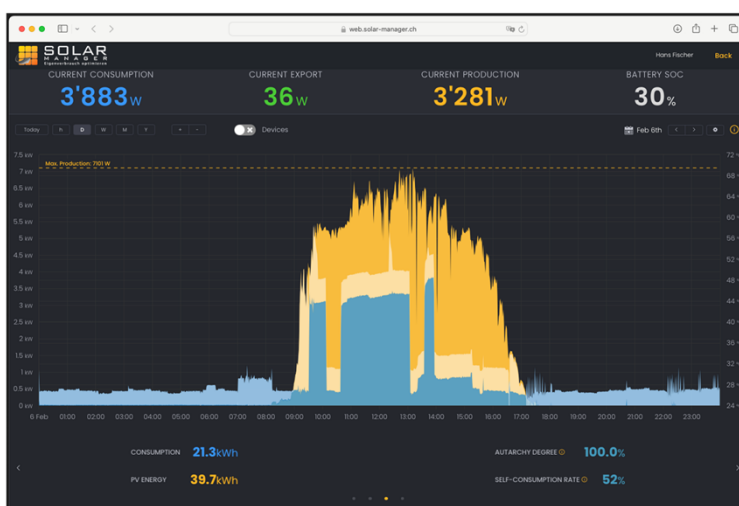 web.solar-manager.ch
SOLAR
MANAGER
Eigenverbrauch optimieren
Hans Fischer Back
CURRENT CONSUMPTION CURRENT EXPORT CURRENT PRODUCTION BATTERY SOC
3'883 W 36 W 3'281 W 30 %
Today h D W M Y + - Devices Feb 6th
7.5 kW 72
Max. Production: 7101 W
7 kW 68
6.5 kW 64
6 kW 60
5.5 kW 56
5 kW
4.5 kW 52
4 kW 48
3.5 kW 44
3 kW
2.5 kW 40
2 kW 36
1.5 kW 32
1 kW
0.5 kW 28
0 kW 24
6 Feb 01:00 02:00 03:00 04:00 05:00 06:00 07:00 08:00 09:00 10:00 11:00 12:00 13:00 14:00 15:00 16:00 17:00 18:00 19:00 20:00 21:00 22:00 23:00
CONSUMPTION 21.3kWh AUTARCHY DEGREE 100.0%
PV ENERGY 39.7kWh SELF-CONSUMPTION RATE 52%